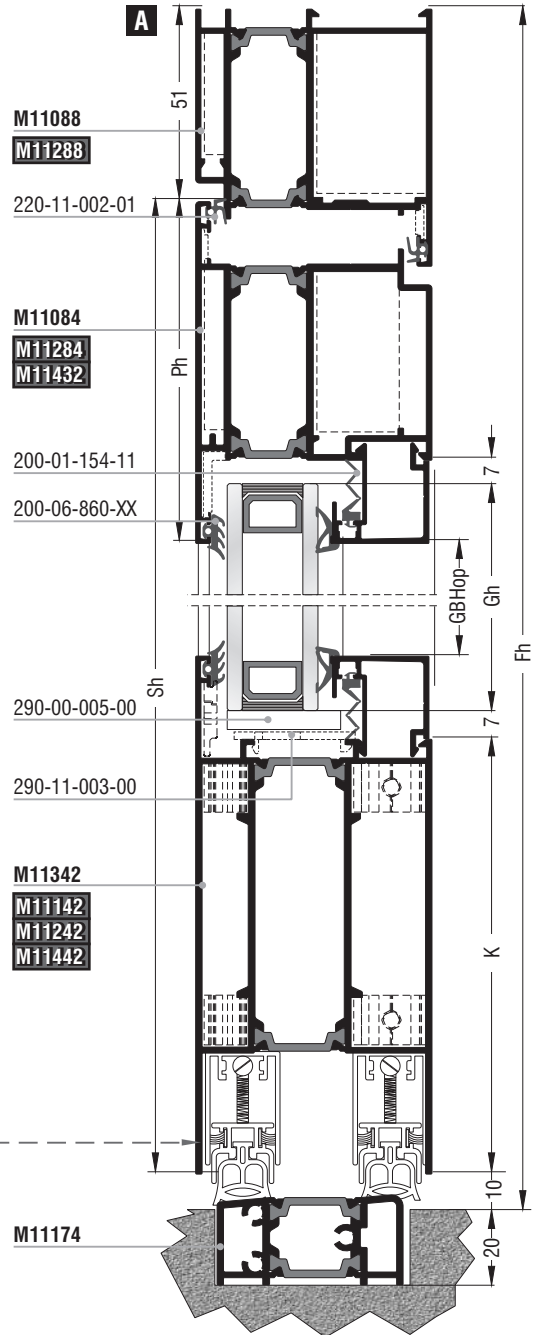 A
51
M11088
M11288
220-11-002-01
M11084
M11284
M11432
Ph
200-01-154-11
7
200-06-860-XX
Gh
GBHop
Fh
Sh
290-00-005-00
7
290-11-003-00
M11342
M11142
M11242
M11442
K
10
M11174
20